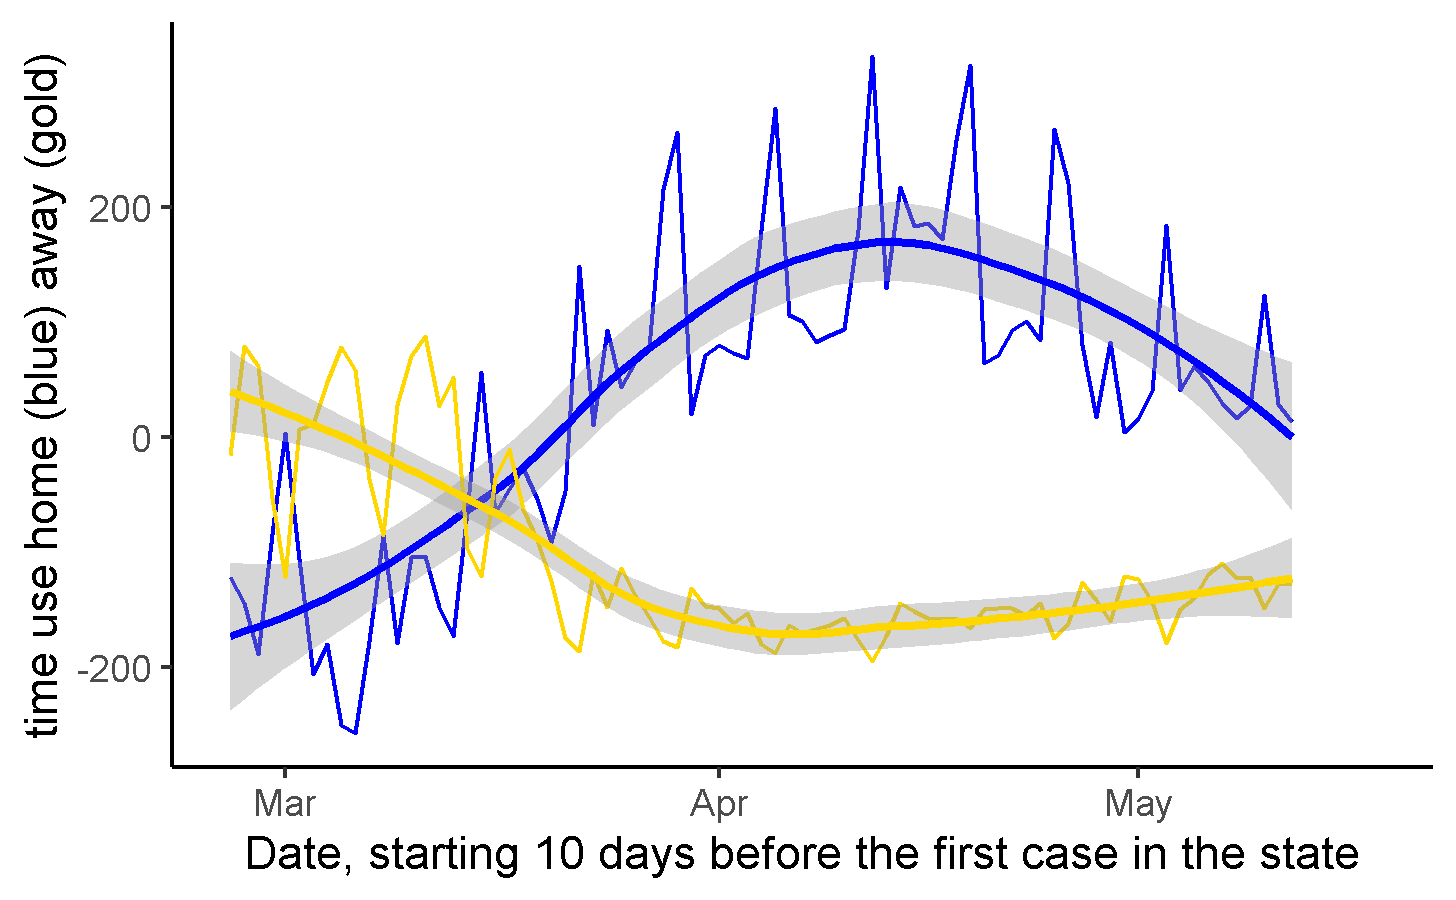 time use home (blue) away (gold)
200
0
-200
Mar Apr May
Date, starting 10 days before the first case in the state